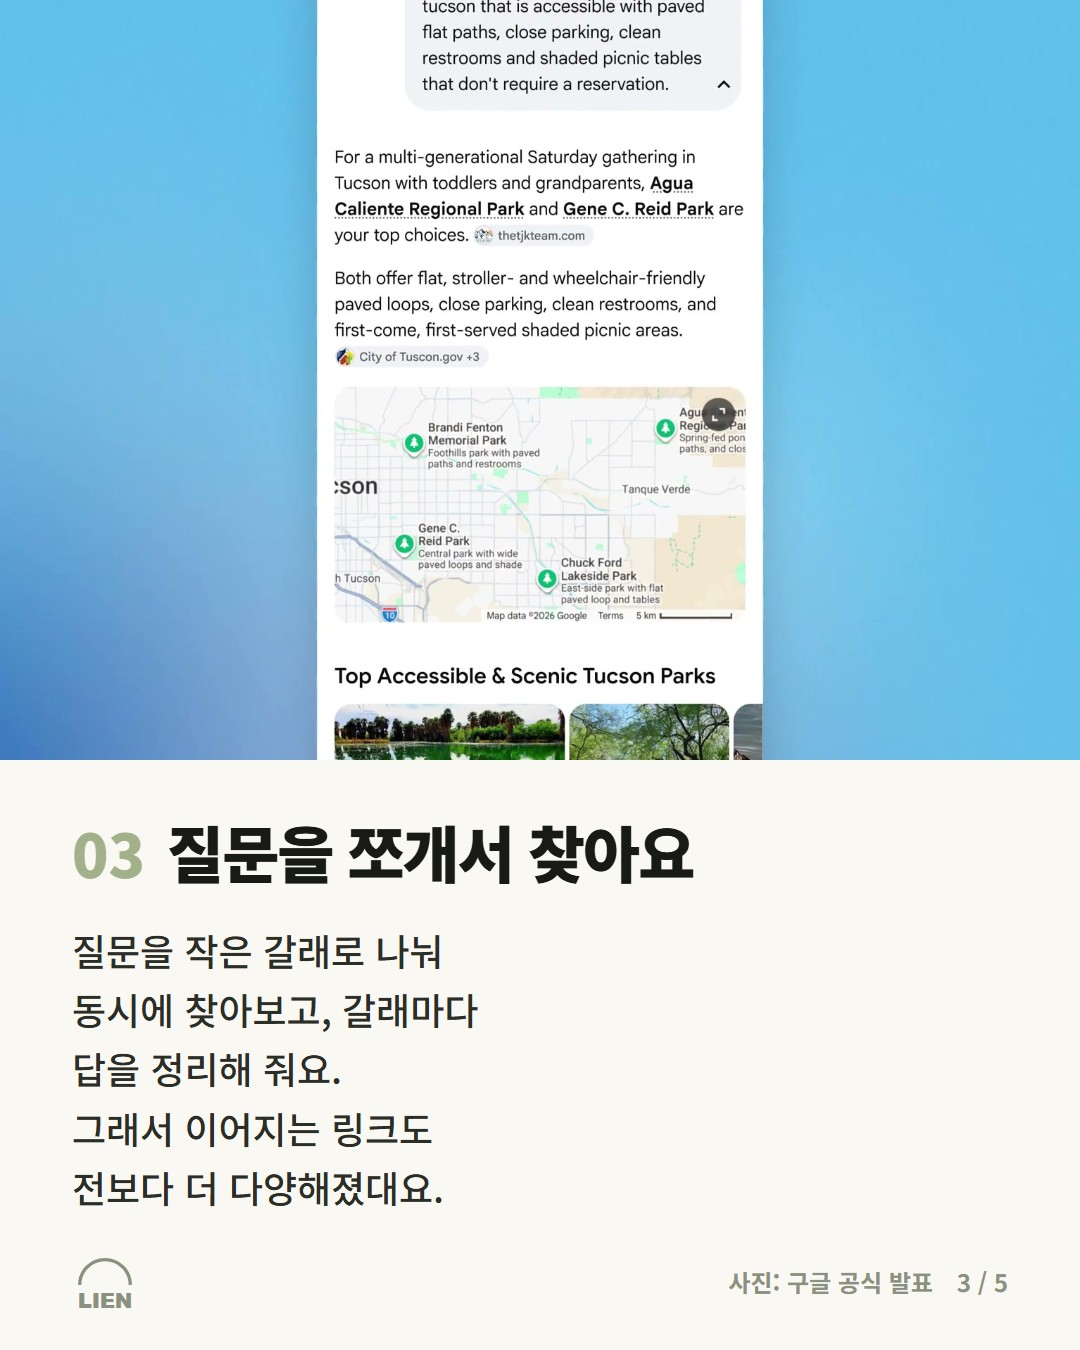 tucson that is accessible with paved
flat paths, close parking, clean
restrooms and shaded picnic tables
that don't require a reservation.
For a multi-generational Saturday gathering in
Tucson with toddlers and grandparents, Agua
Caliente Regional Park and Gene C. Reid Park are
your top choices. thetjkteam.com
Both offer flat, stroller- and wheelchair-friendly
paved loops, close parking, clean restrooms, and
first-come, first-served shaded picnic areas.
City of Tuscon.gov +3
Brandi Fenton
Memorial Park
Foothills park with paved
paths and restrooms
Agua
Regio
Spring-fed pon
paths, and clos
cson
Tanque Verde
Gene C.
Reid Park
Central park with wide
paved loops and shade
h Tucson
Chuck Ford
Lakeside Park
East-side park with flat
paved loop and tables
10
Map data ©2026 Google Terms 5 km
Top Accessible & Scenic Tucson Parks
03 질문을 쪼개서 찾아요
질문을 작은 갈래로 나눠
동시에 찾아보고, 갈래마다
답을 정리해 줘요.
그래서 이어지는 링크도
전보다 더 다양해졌대요.
LIEN
사진: 구글 공식 발표 3 / 5